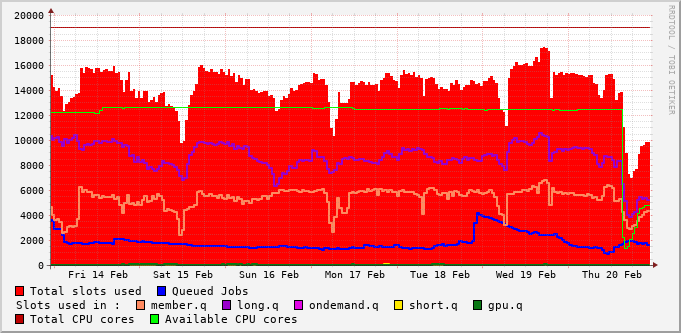 20000
18000
16000
14000
12000
10000
8000
6000
4000
2000
0
Fri 14 Feb Sat 15 Feb Sun 16 Feb Mon 17 Feb Tue 18 Feb Wed 19 Feb Thu 20 Feb
Total slots used Queued Jobs
Slots used in : member.q long.q ondemand.q short.q gpu.q
Total CPU cores Available CPU cores
RRDTOOL / TOBI OETIKER